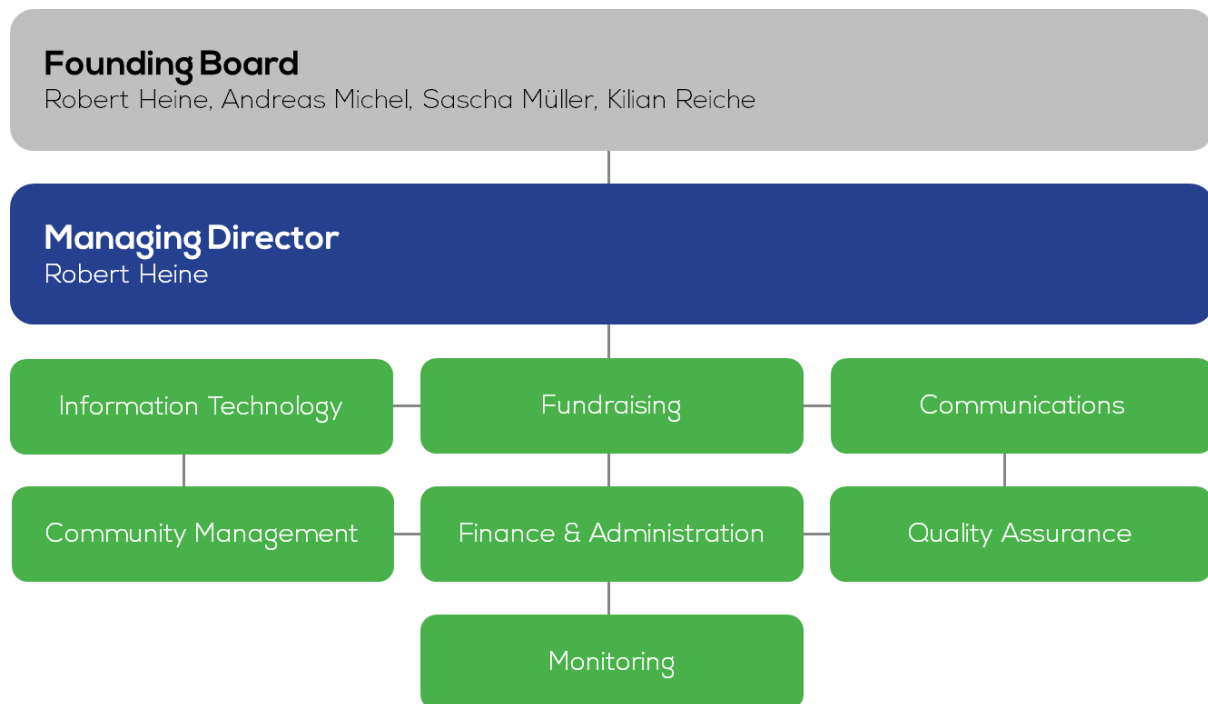 Founding Board
Robert Heine, Andreas Michel, Sascha Müller, Kilian Reiche
Managing Director
Robert Heine
Information Technology
Fundraising
Communications
Community Management
Finance & Administration
Quality Assurance
Monitoring